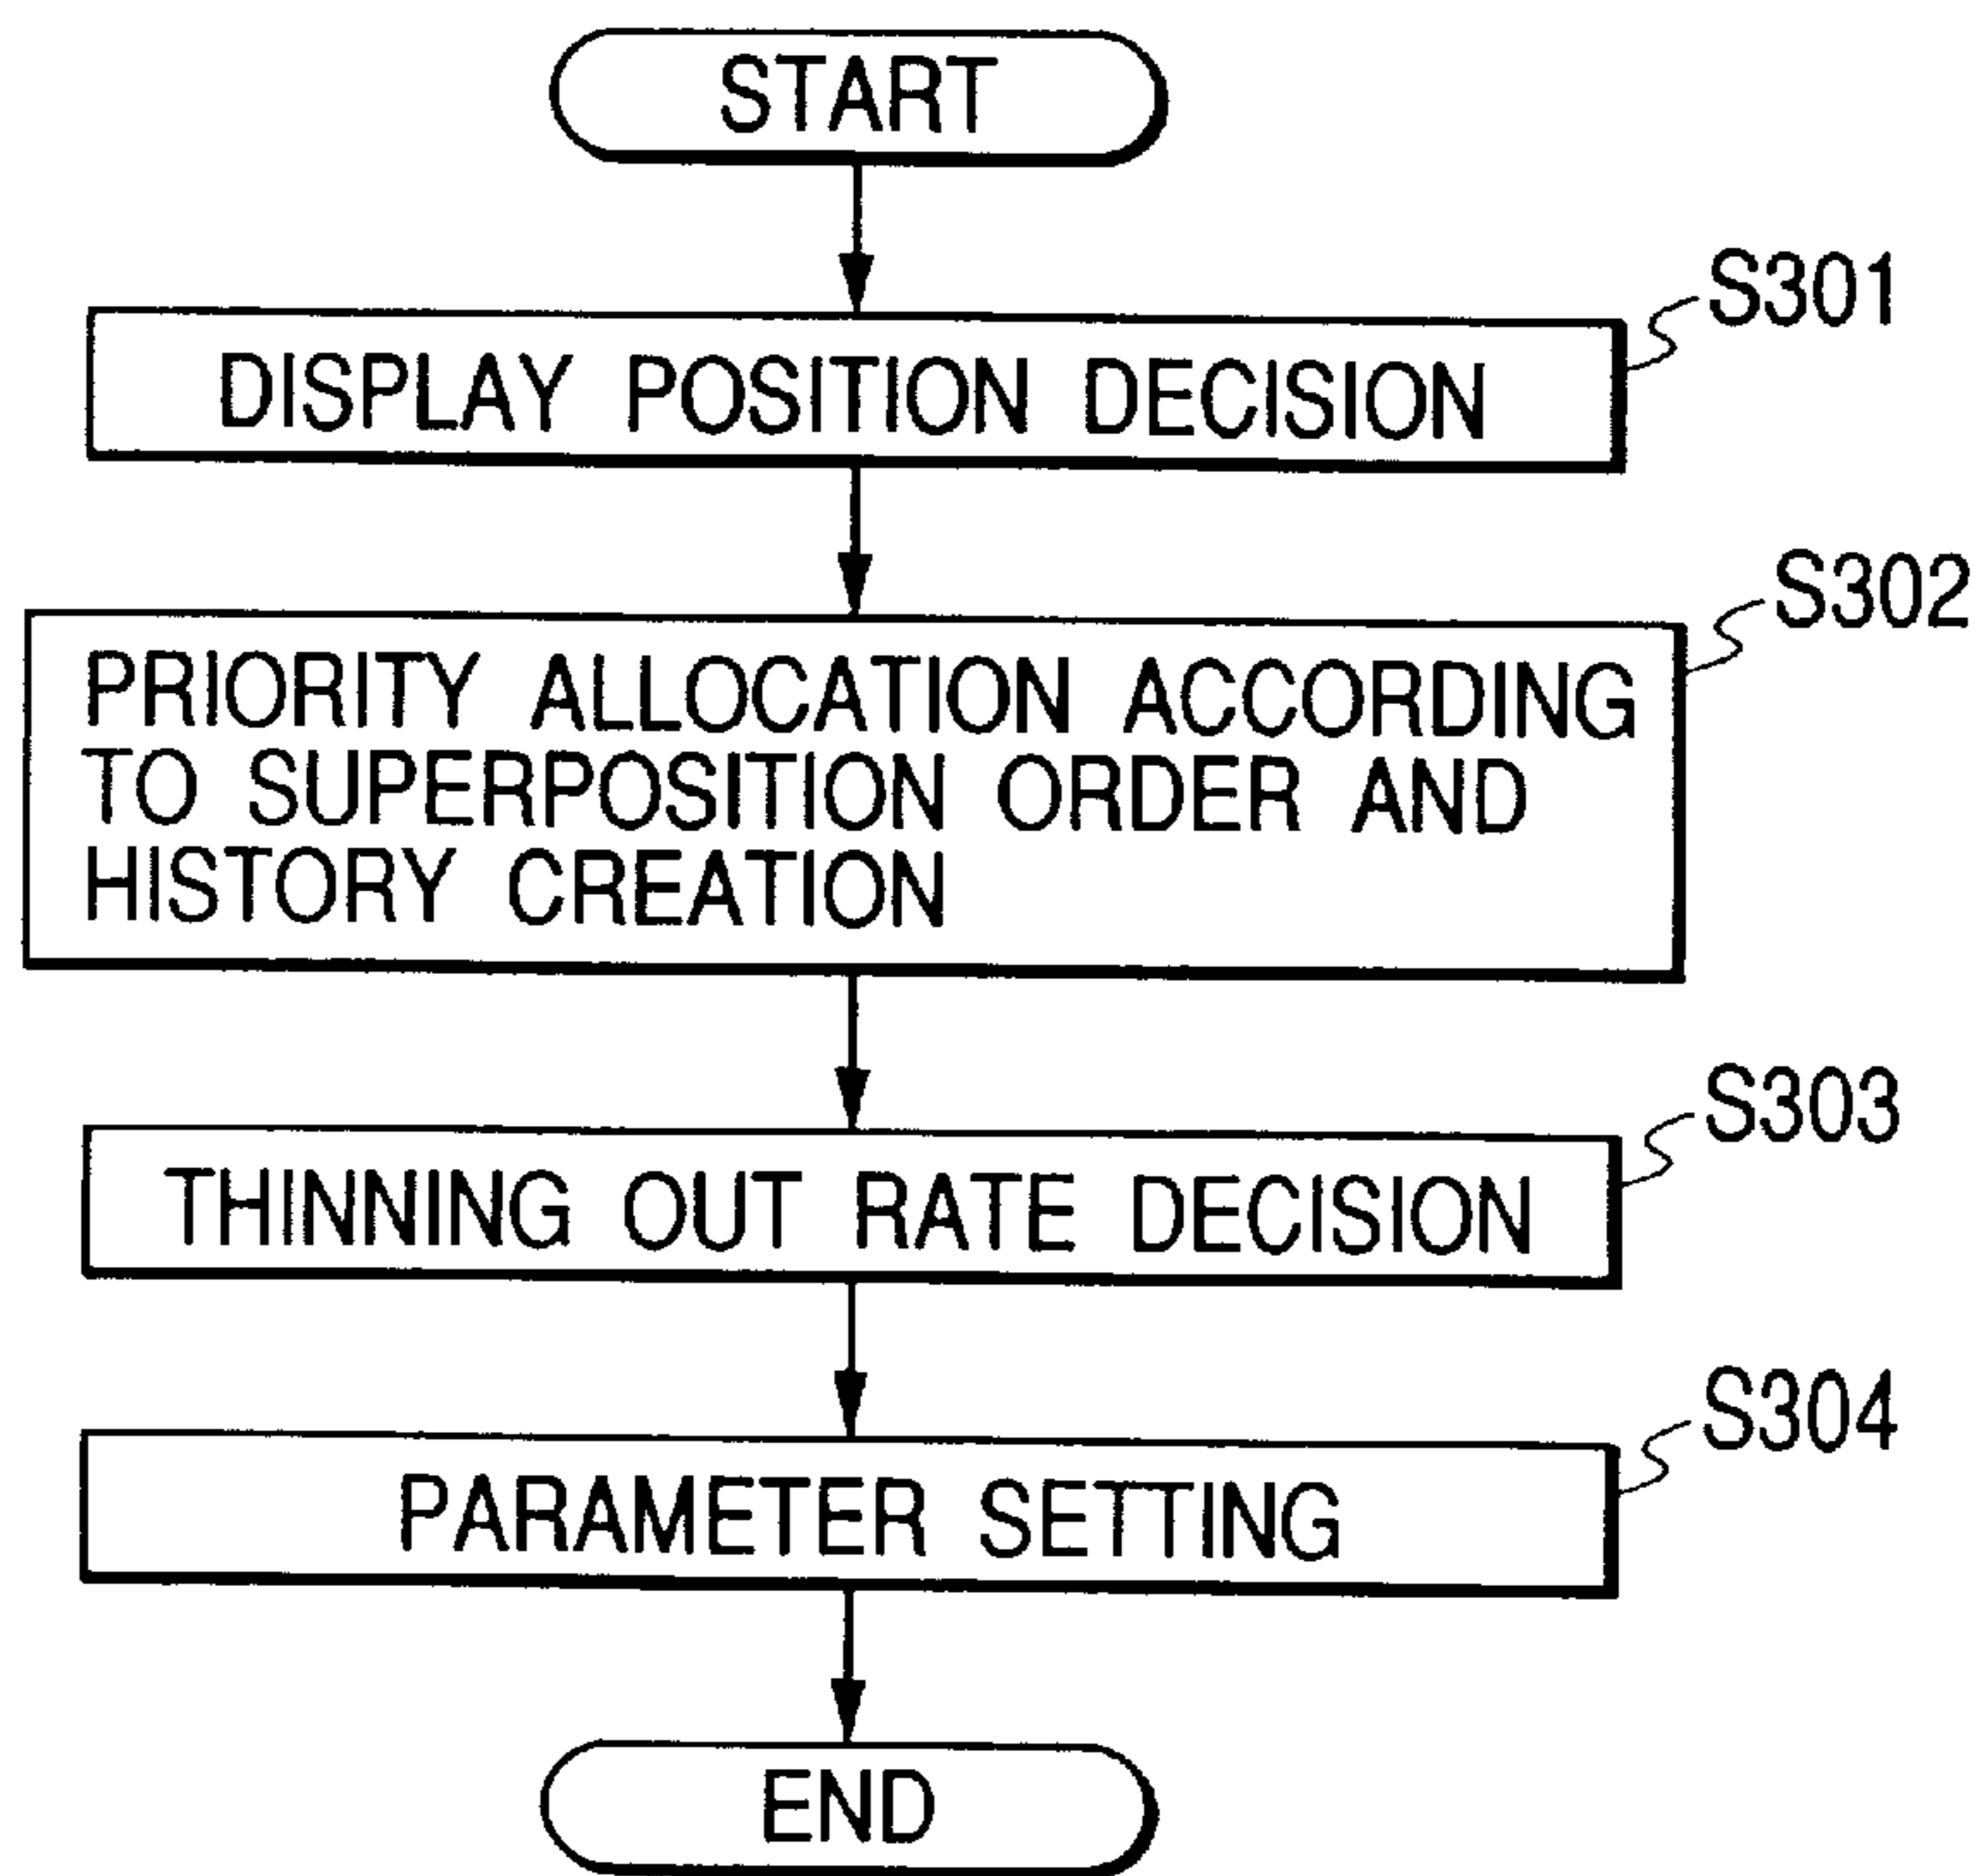 START
S301
DISPLAY POSITION DECISION
S302
PRIORITY ALLOCATION ACCORDING
TO SUPERPOSITION ORDER AND
HISTORY CREATION
S303
THINNING OUT RATE DECISION
S304
PARAMETER SETTING
END